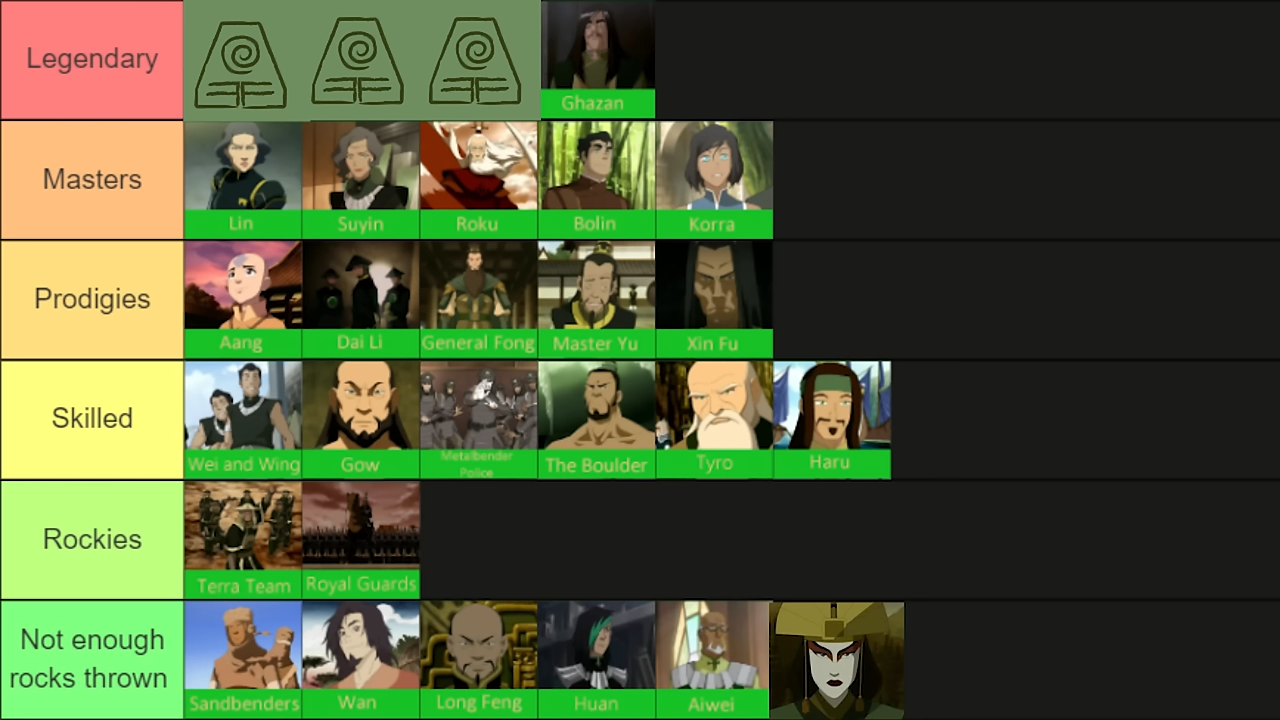 Legendary
Ghazan
Masters
Lin
Suyin
Roku
Bolin
Korra
Prodigies
Aang
Dai Li
General Fong
Master Yu
Xin Fu
Skilled
Wei and Wing
Gow
Metalbender
Police
The Boulder
Tyro
Haru
Rockies
Terra Team
Royal Guards
Not enough
rocks thrown
Sandbenders
Wan
Long Feng
Huan
Aiwei